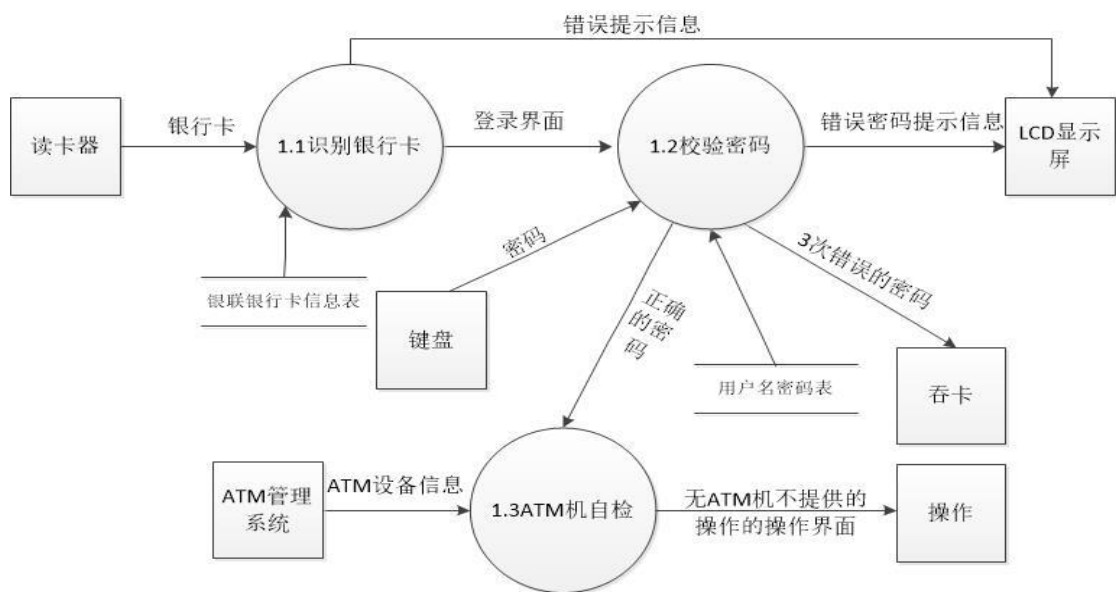 错误提示信息
读卡器
银行卡
1.1识别银行卡
登录界面
1.2校验密码
错误密码提示信息
LCD显示
屏
银联银行卡信息表
密码
键盘
正确
的密
码
用户名密码表
3次错误的密码
吞卡
ATM管理
系统
ATM设备信息
1.3ATM机自检
无ATM机不提供的
操作的操作界面
操作